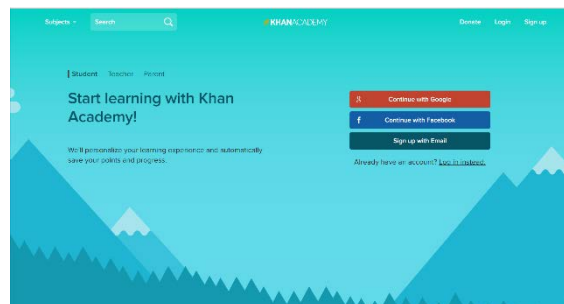 Subjects
Search
KHANACADEMY
Donate Login Sign up
Student Teacher Parent
Start learning with Khan
Academy!
We'll personalize your learning experience and automatically
save your points and progress.
Continue with Google
f Continue with Facebook
Sign up with Email
Already have an account? Log in instead.